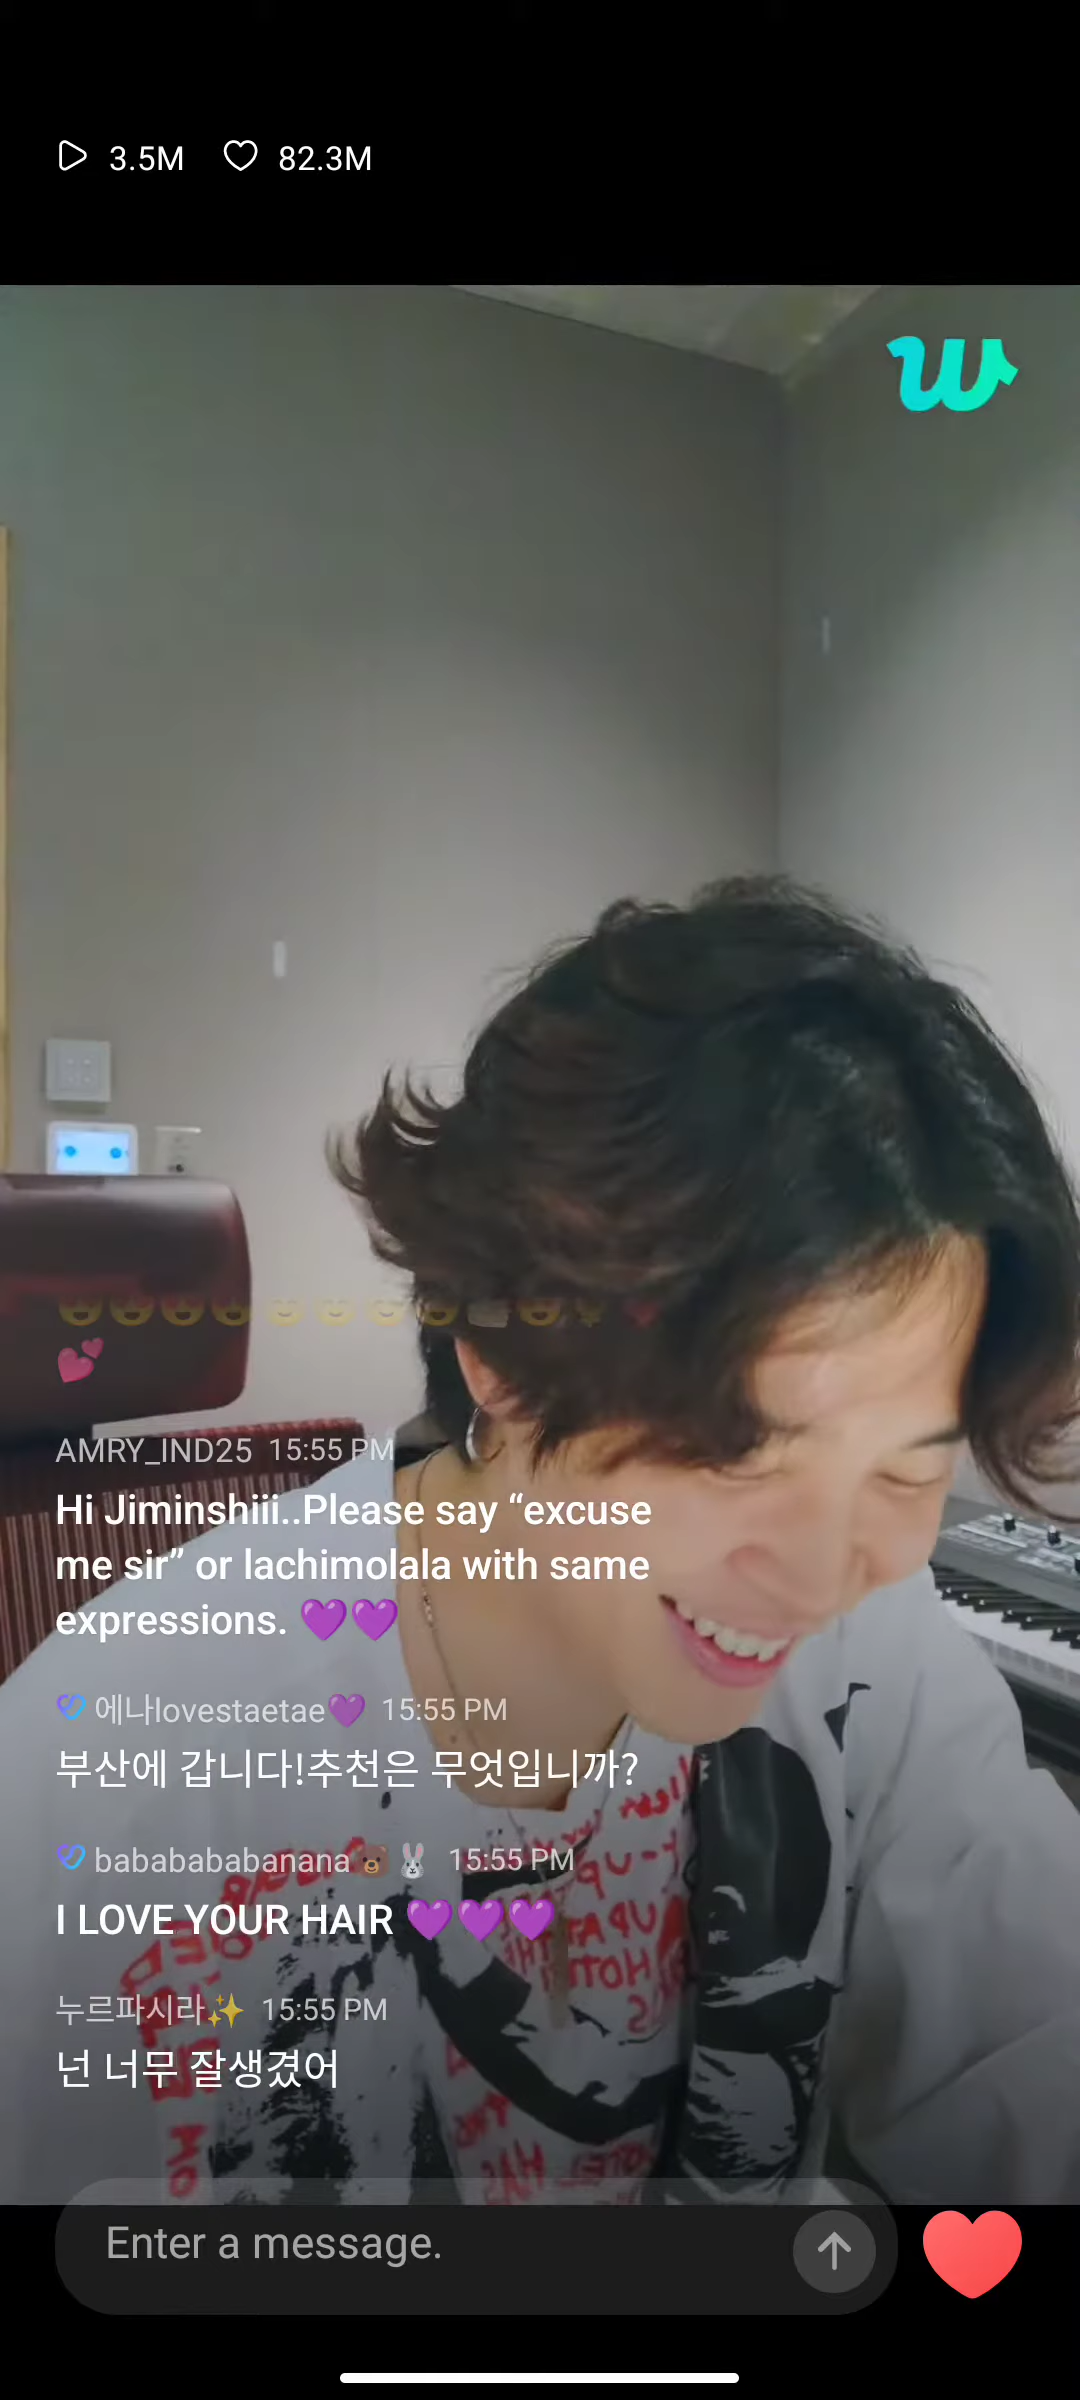 3.5M 82.3M
AMRY_IND25 15:55 PM
Hi Jiminshiii..Please say “excuse
me sir” or lachimolala with same
expressions. 💜💜
에나lovestaetae💜 15:55 PM
부산에 갑니다!추천은 무엇입니까?
bababababanana🐻🐰 15:55 PM
I LOVE YOUR HAIR 💜💜💜
누르파시라✨ 15:55 PM
넌 너무 잘생겼어
Enter a message.